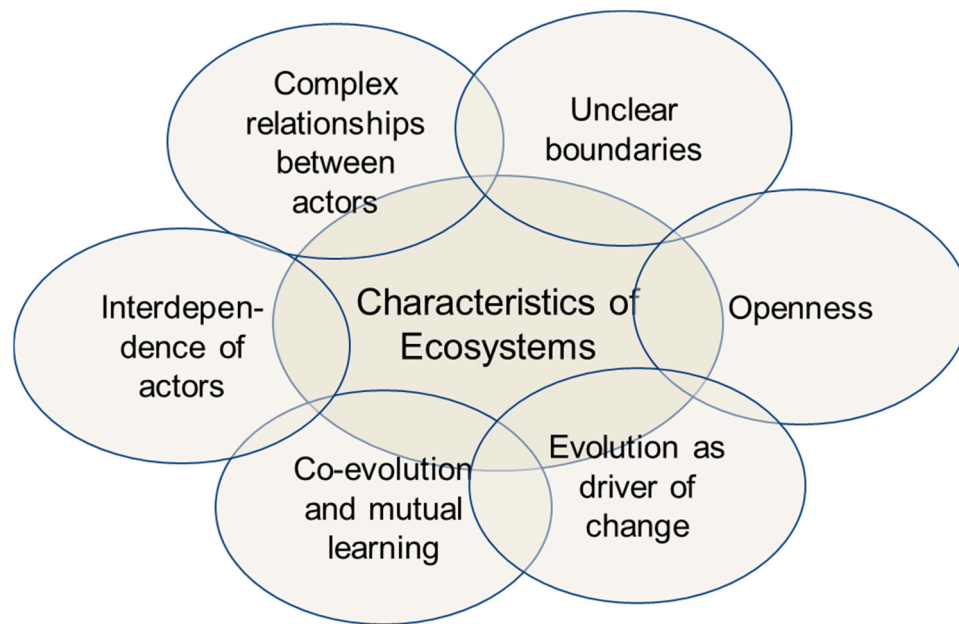 Complex
relationships
between
actors
Unclear
boundaries
Interdepen-
dence of
actors
Characteristics of
Ecosystems
Openness
Co-evolution
and mutual
learning
Evolution as
driver of
change